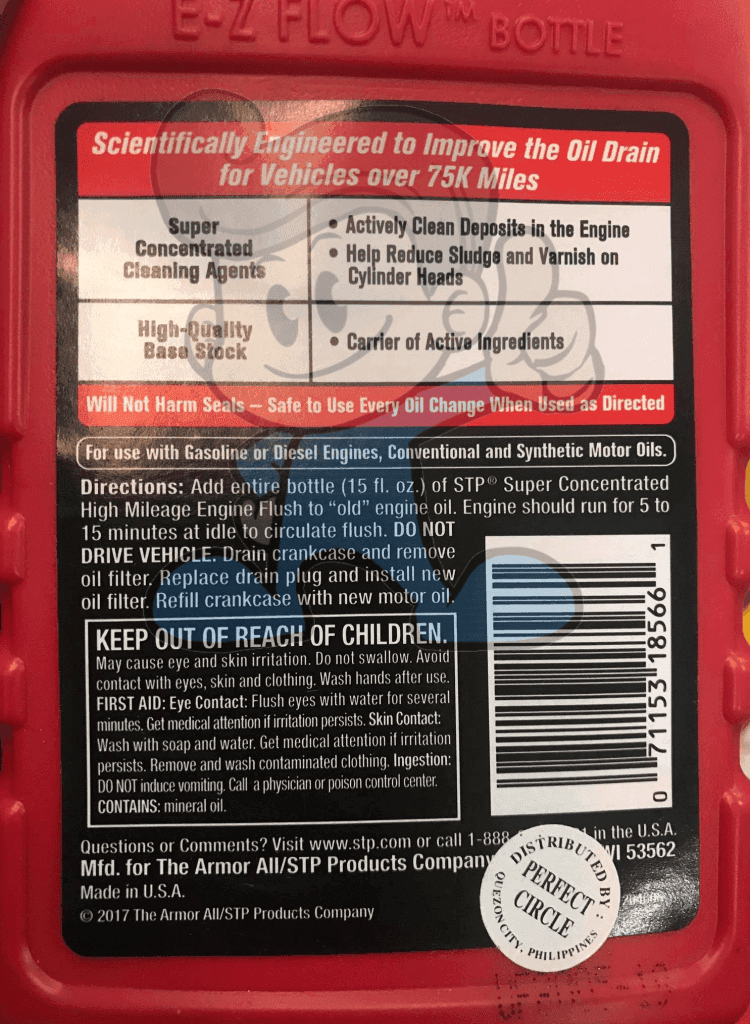 E-Z FLOW™ BOTTLE
Scientifically Engineered to Improve the Oil Drain
for Vehicles over 75K Miles
Super
Concentrated
Cleaning Agents
• Actively Clean Deposits in the Engine
• Help Reduce Sludge and Varnish on
Cylinder Heads
High-Quality
Base Stock
• Carrier of Active Ingredients
Will Not Harm Seals – Safe to Use Every Oil Change When Used as Directed
For use with Gasoline or Diesel Engines, Conventional and Synthetic Motor Oils.
Directions: Add entire bottle (15 fl. oz.) of STP® Super Concentrated
High Mileage Engine Flush to “old” engine oil. Engine should run for 5 to
15 minutes at idle to circulate flush. DO NOT
DRIVE VEHICLE. Drain crankcase and remove
oil filter. Replace drain plug and install new
oil filter. Refill crankcase with new motor oil.
KEEP OUT OF REACH OF CHILDREN.
May cause eye and skin irritation. Do not swallow. Avoid
contact with eyes, skin and clothing. Wash hands after use.
FIRST AID: Eye Contact: Flush eyes with water for several
minutes. Get medical attention if irritation persists. Skin Contact:
Wash with soap and water. Get medical attention if irritation
persists. Remove and wash contaminated clothing. Ingestion:
DO NOT induce vomiting. Call a physician or poison control center.
CONTAINS: mineral oil.
0 71153 18566 1
Questions or Comments? Visit www.stp.com or call 1-888 in the U.S.A.
Mfd. for The Armor All/STP Products Company WI 53562
Made in U.S.A.
© 2017 The Armor All/STP Products Company
DISTRIBUTED BY :
PERFECT
CIRCLE
QUEZON CITY, PHILIPPINES